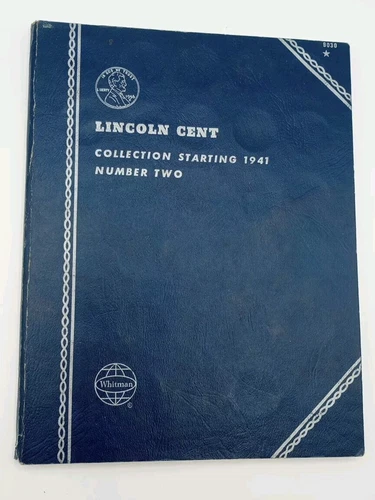 9030
LINCOLN CENT
COLLECTION STARTING 1941
NUMBER TWO
Whitman